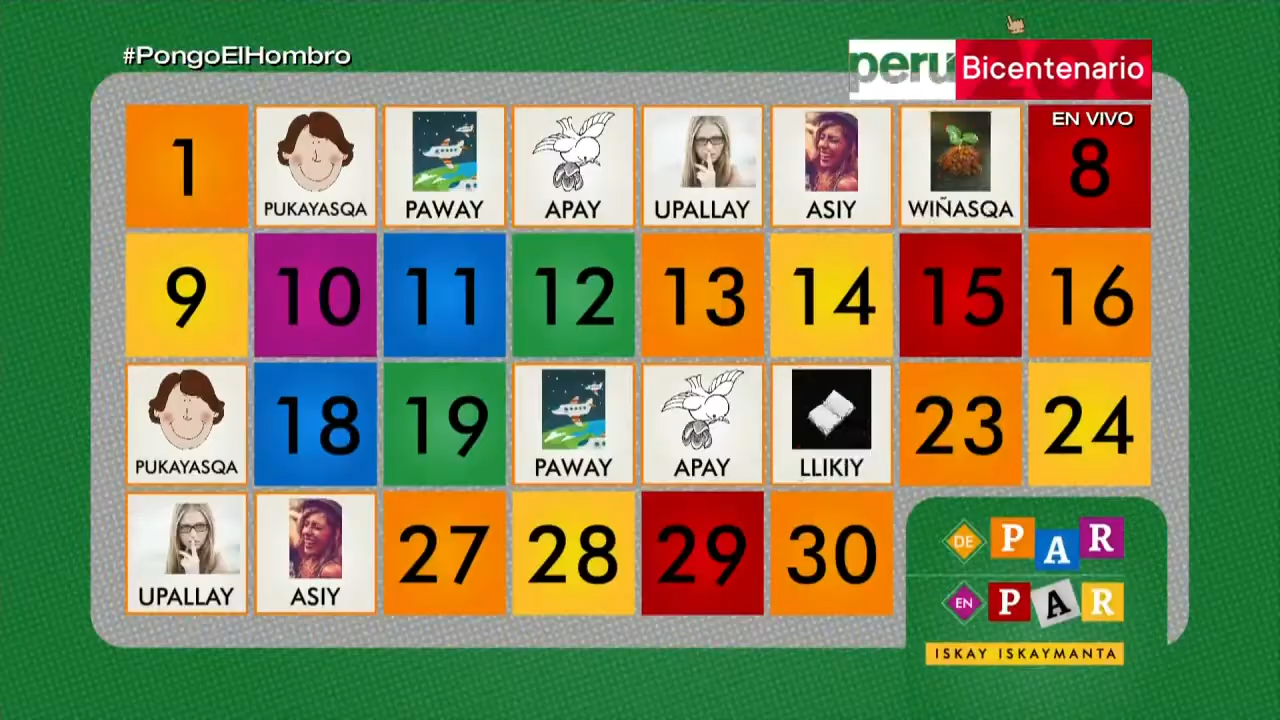 #PongoElHombro
perú Bicentenario
EN VIVO
1 PUKAYASQA PAWAY APAY UPALLAY ASIY WIÑASQA 8
9 10 11 12 13 14 15 16
PUKAYASQA 18 19 PAWAY APAY LLIKIY 23 24
UPALLAY ASIY 27 28 29 30
DE PAR
EN PAR
ISKAY ISKAYMANTA